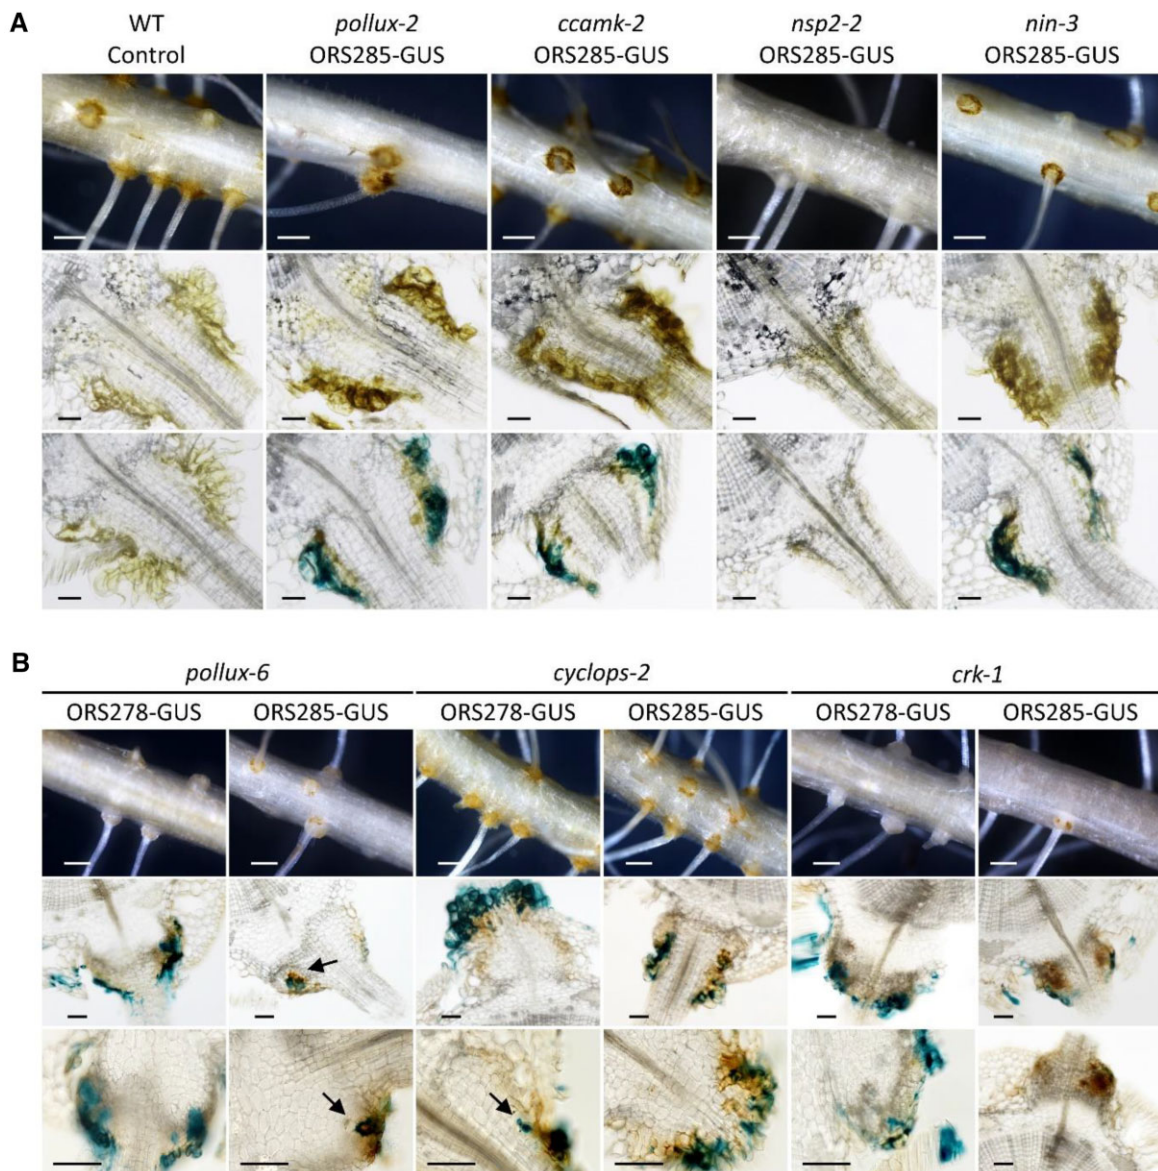 A
WT pollux-2 ccamk-2 nsp2-2 nin-3
Control ORS285-GUS ORS285-GUS ORS285-GUS ORS285-GUS
B
pollux-6 cyclops-2 crk-1
ORS278-GUS ORS285-GUS ORS278-GUS ORS285-GUS ORS278-GUS ORS285-GUS